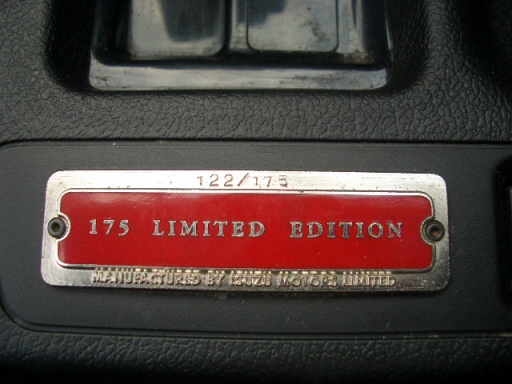 122/175
175 LIMITED EDITION
MANUFACTURED BY ISUZU MOTORS LIMITED